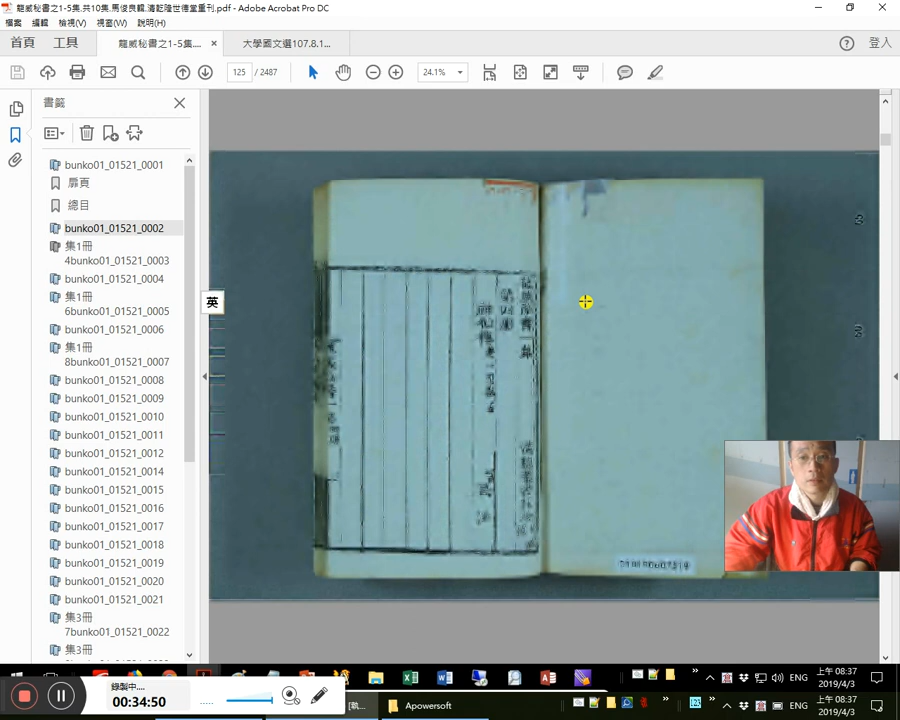 龍威秘書之1-5集.共10集.馬俊良輯.清乾隆世德堂重刊.pdf - Adobe Acrobat Pro DC
檔案 編輯 檢視(V) 視窗(W) 說明(H)
首頁 工具 龍威秘書之1-5集.... × 大學國文選107.8.1... 登入
125 / 2487 24.1%
書籤
bunko01_01521_0001
扉頁
總目
bunko01_01521_0002
集1冊
4bunko01_01521_0003
bunko01_01521_0004
集1冊
6bunko01_01521_0005
bunko01_01521_0006
集1冊
8bunko01_01521_0007
bunko01_01521_0008
bunko01_01521_0009
bunko01_01521_0010
bunko01_01521_0011
bunko01_01521_0012
bunko01_01521_0014
bunko01_01521_0015
bunko01_01521_0016
bunko01_01521_0017
bunko01_01521_0018
bunko01_01521_0019
bunko01_01521_0020
bunko01_01521_0021
集3冊
7bunko01_01521_0022
集3冊
英
錄製中....
00:34:50
[執...
Apowersoft
ENG
上午 08:37
2019/4/3
123
ENG
上午 08:37
2019/4/3